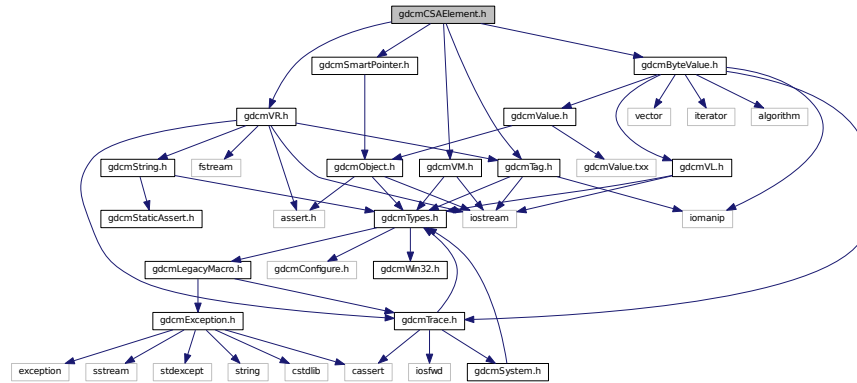 gdcmCSAElement.h
gdcmSmartPointer.h
gdcmByteValue.h
gdcmVR.h
gdcmValue.h
vector
iterator
algorithm
gdcmString.h
fstream
gdcmObject.h
gdcmVM.h
gdcmTag.h
gdcmValue.txx
gdcmVL.h
gdcmStaticAssert.h
assert.h
gdcmTypes.h
iostream
iomanip
gdcmLegacyMacro.h
gdcmConfigure.h
gdcmWin32.h
gdcmException.h
gdcmTrace.h
exception
sstream
stdexcept
string
cstdlib
cassert
iosfwd
gdcmSystem.h